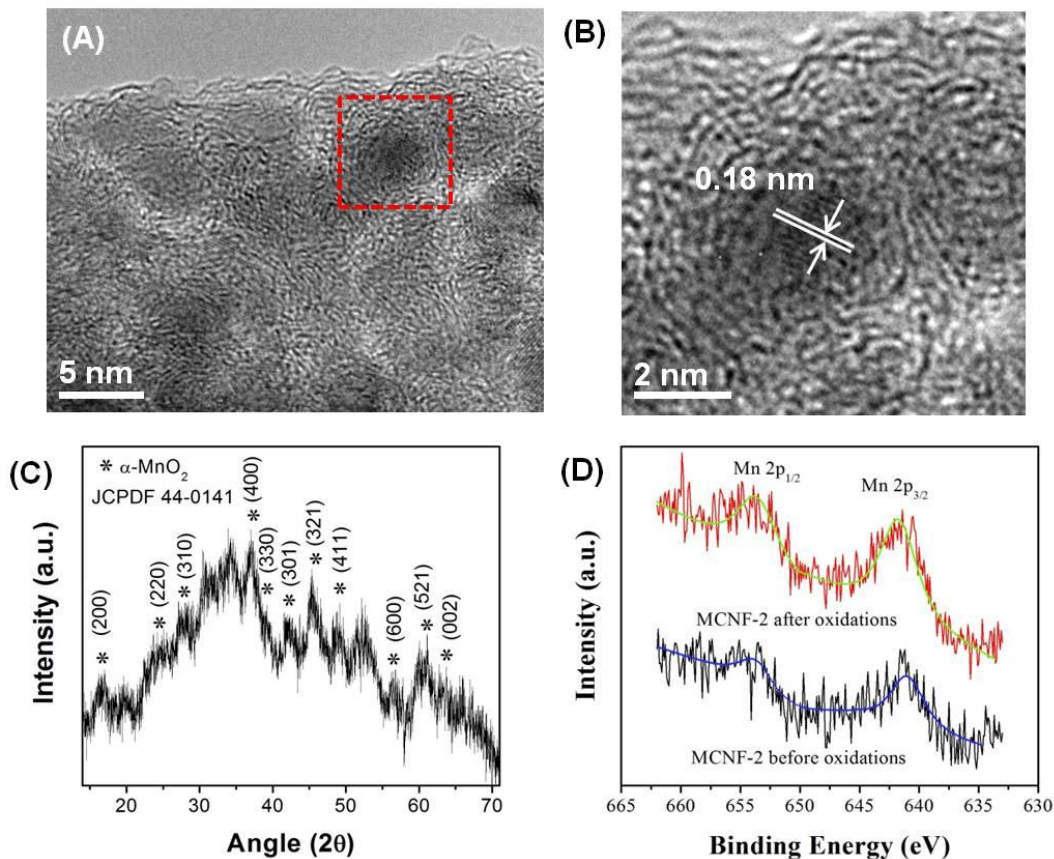 (A)
5 nm
(B)
0.18 nm
2 nm
(C)
* α-MnO₂
JCPDF 44-0141
* (200)
* (220)
* (310)
* (400)
* (330)
* (301)
* (321)
* (411)
* (600)
* (521)
* (002)
Intensity (a.u.)
20 30 40 50 60 70
Angle (2θ)
(D)
Mn 2p₁/₂
Mn 2p₃/₂
MCNF-2 after oxidations
MCNF-2 before oxidations
Intensity (a.u.)
665 660 655 650 645 640 635 630
Binding Energy (eV)